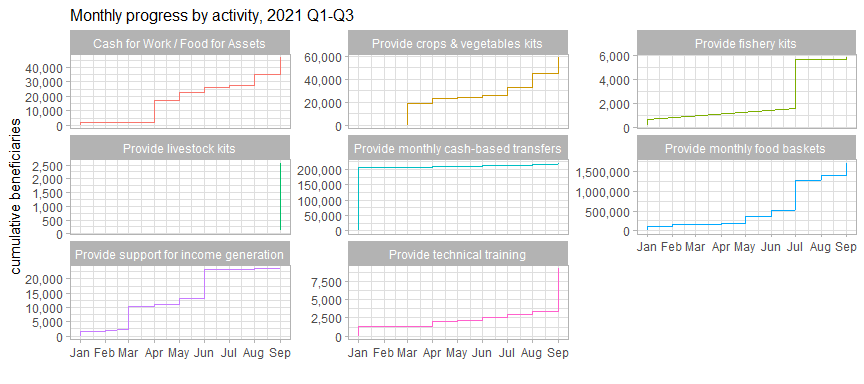 Monthly progress by activity, 2021 Q1-Q3
cumulative beneficiaries
Cash for Work / Food for Assets
40,000
30,000
20,000
10,000
0
Provide crops & vegetables kits
60,000
40,000
20,000
0
Provide fishery kits
6,000
4,000
2,000
0
Provide livestock kits
2,500
2,000
1,500
1,000
500
0
Provide monthly cash-based transfers
200,000
150,000
100,000
50,000
0
Provide monthly food baskets
1,500,000
1,000,000
500,000
0
Jan Feb Mar Apr May Jun Jul Aug Sep
Provide support for income generation
20,000
15,000
10,000
5,000
0
Jan Feb Mar Apr May Jun Jul Aug Sep
Provide technical training
7,500
5,000
2,500
0
Jan Feb Mar Apr May Jun Jul Aug Sep